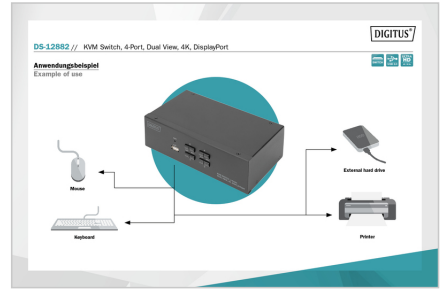 DIGITUS®
DS-12882 // KVM Switch, 4-Port, Dual View, 4K, DisplayPort
Anwendungsbeispiel
Example of use
Mouse
External hard drive
Keyboard
Printer